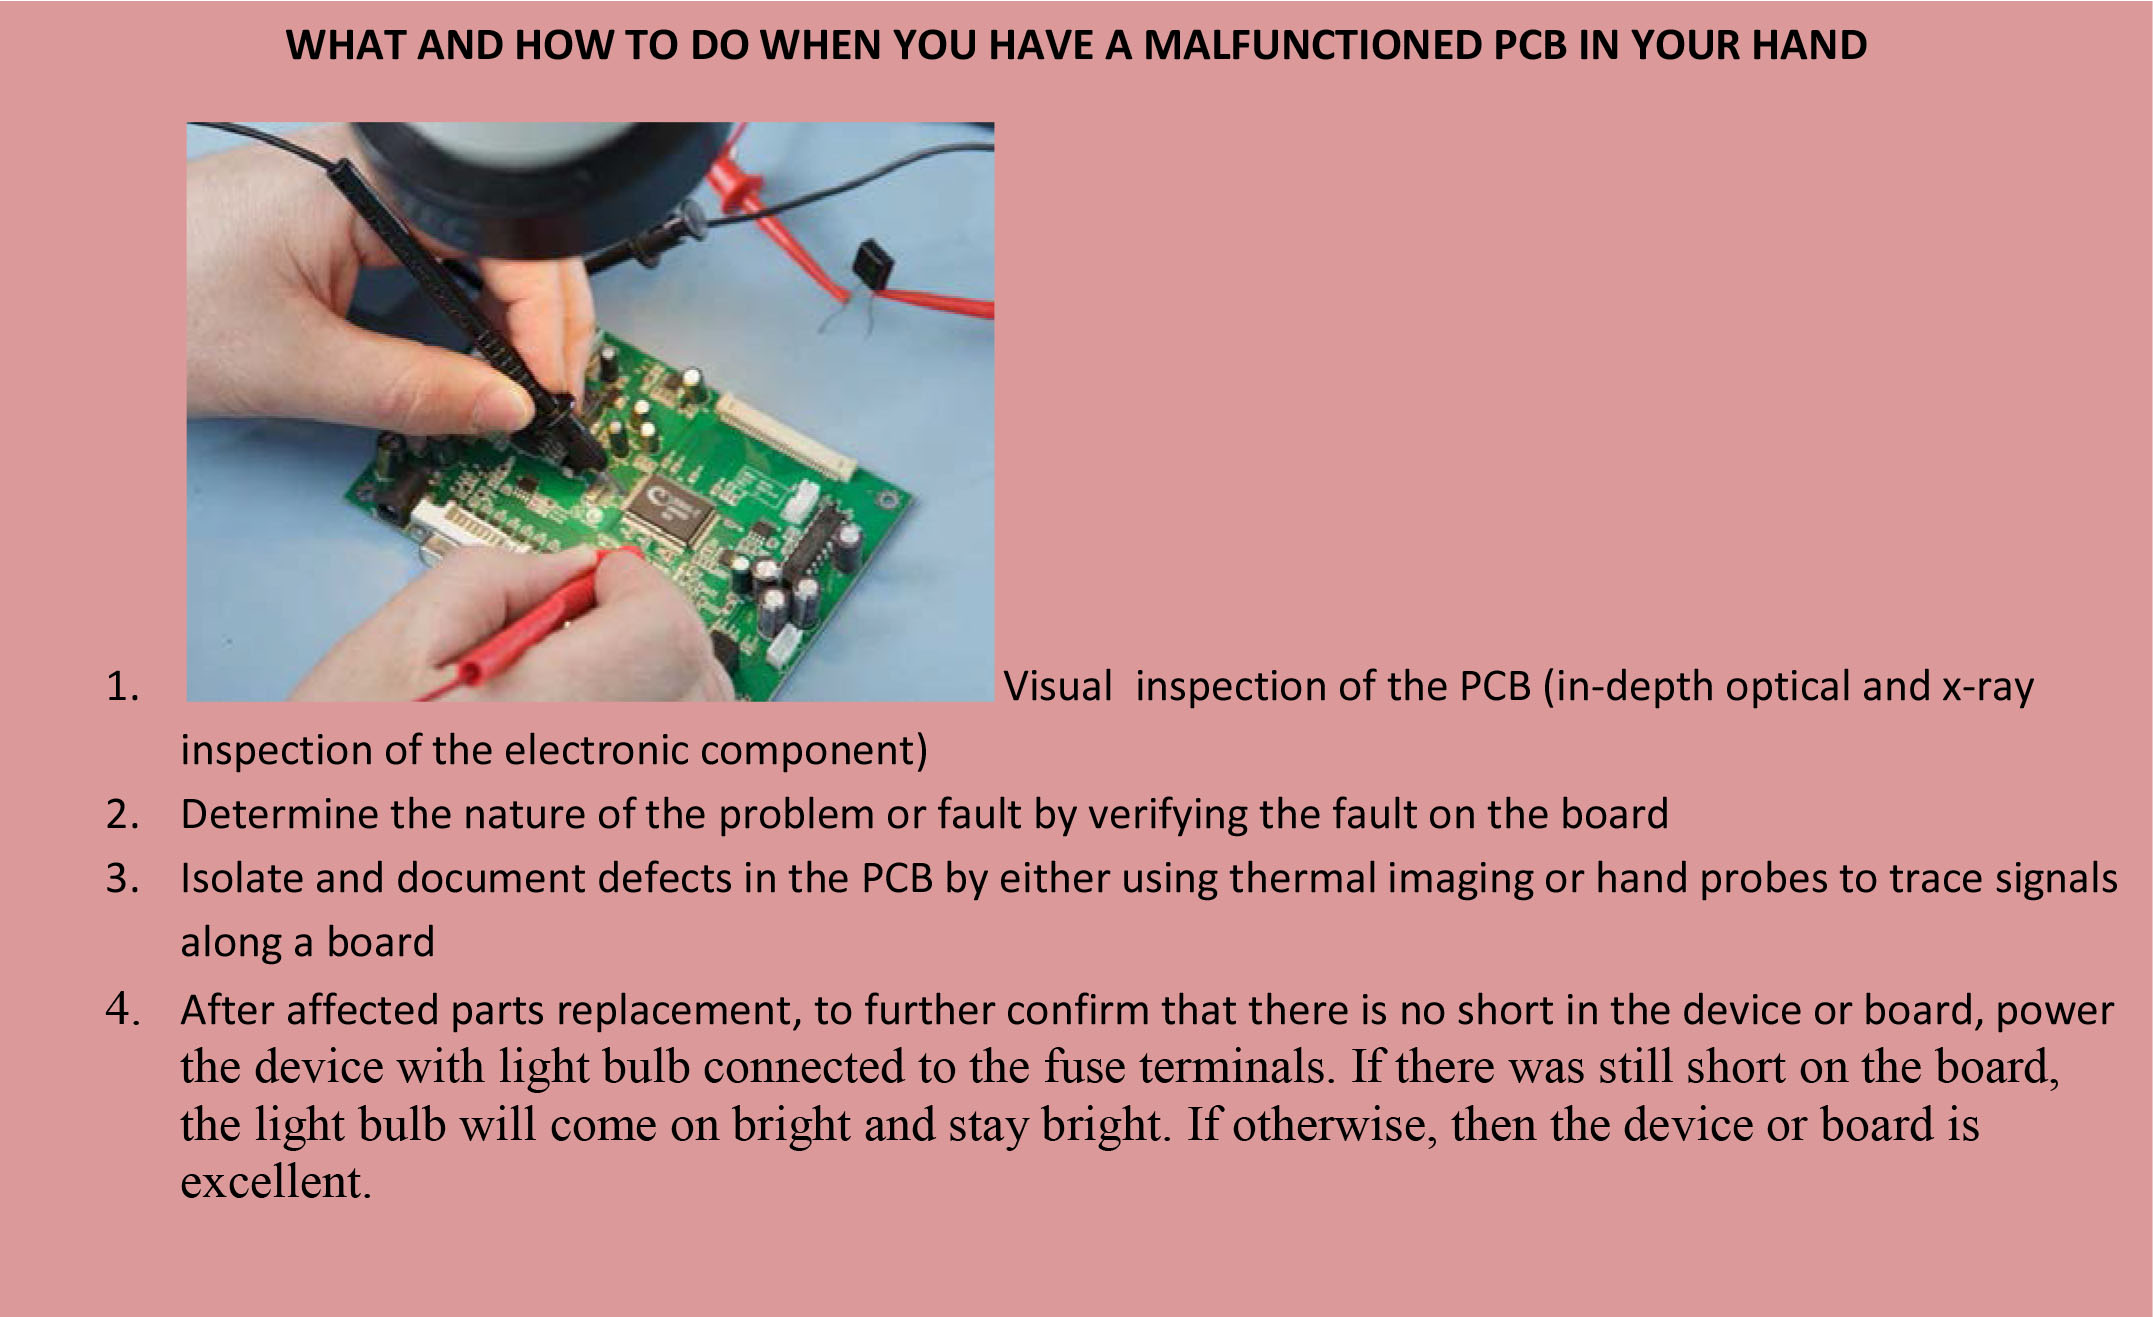 WHAT AND HOW TO DO WHEN YOU HAVE A MALFUNCTIONED PCB IN YOUR HAND
1. Visual inspection of the PCB (in-depth optical and x-ray
inspection of the electronic component)
2. Determine the nature of the problem or fault by verifying the fault on the board
3. Isolate and document defects in the PCB by either using thermal imaging or hand probes to trace signals
along a board
4. After affected parts replacement, to further confirm that there is no short in the device or board, power
the device with light bulb connected to the fuse terminals. If there was still short on the board,
the light bulb will come on bright and stay bright. If otherwise, then the device or board is
excellent.